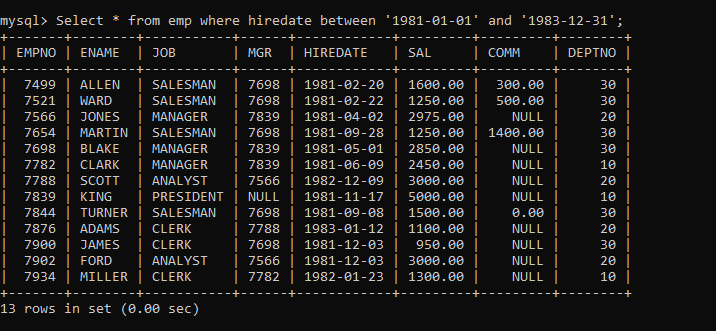 mysql> Select * from emp where hiredate between '1981-01-01' and '1983-12-31';
+-------+--------+-----------+------+------------+---------+---------+--------+
| EMPNO | ENAME  | JOB       | MGR  | HIREDATE   | SAL     | COMM    | DEPTNO |
+-------+--------+-----------+------+------------+---------+---------+--------+
|  7499 | ALLEN  | SALESMAN  | 7698 | 1981-02-20 | 1600.00 |  300.00 |     30 |
|  7521 | WARD   | SALESMAN  | 7698 | 1981-02-22 | 1250.00 |  500.00 |     30 |
|  7566 | JONES  | MANAGER   | 7839 | 1981-04-02 | 2975.00 |    NULL |     20 |
|  7654 | MARTIN | SALESMAN  | 7698 | 1981-09-28 | 1250.00 | 1400.00 |     30 |
|  7698 | BLAKE  | MANAGER   | 7839 | 1981-05-01 | 2850.00 |    NULL |     30 |
|  7782 | CLARK  | MANAGER   | 7839 | 1981-06-09 | 2450.00 |    NULL |     10 |
|  7788 | SCOTT  | ANALYST   | 7566 | 1982-12-09 | 3000.00 |    NULL |     20 |
|  7839 | KING   | PRESIDENT | NULL | 1981-11-17 | 5000.00 |    NULL |     10 |
|  7844 | TURNER | SALESMAN  | 7698 | 1981-09-08 | 1500.00 |    0.00 |     30 |
|  7876 | ADAMS  | CLERK     | 7788 | 1983-01-12 | 1100.00 |    NULL |     20 |
|  7900 | JAMES  | CLERK     | 7698 | 1981-12-03 |  950.00 |    NULL |     30 |
|  7902 | FORD   | ANALYST   | 7566 | 1981-12-03 | 3000.00 |    NULL |     20 |
|  7934 | MILLER | CLERK     | 7782 | 1982-01-23 | 1300.00 |    NULL |     10 |
+-------+--------+-----------+------+------------+---------+---------+--------+
13 rows in set (0.00 sec)